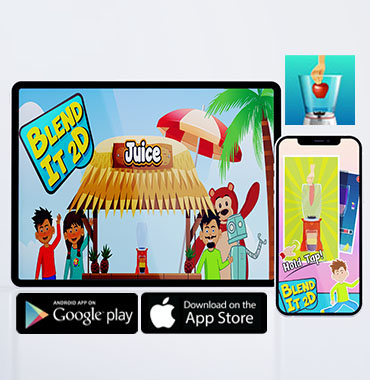 BLEND
IT 2D
Juice
Hold Tap!
BLEND
IT 2D
ANDROID APP ON
Google play
Download on the
App Store